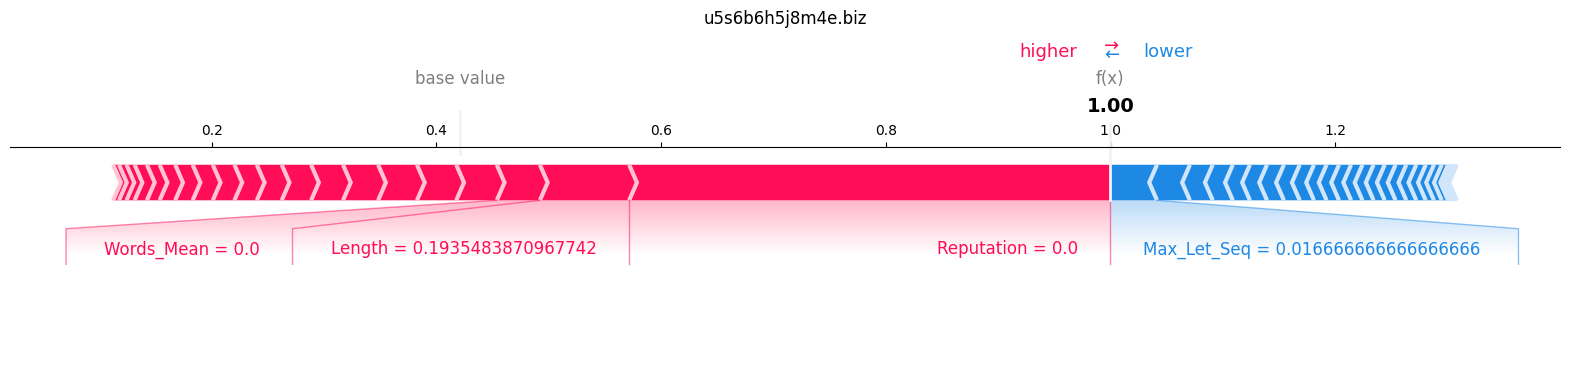 u5s6b6h5j8m4e.biz
higher ⇄ lower
base value f(x)
1.00
0.2 0.4 0.6 0.8 1.0 1.2
Words_Mean = 0.0 Length = 0.1935483870967742 Reputation = 0.0 Max_Let_Seq = 0.016666666666666666